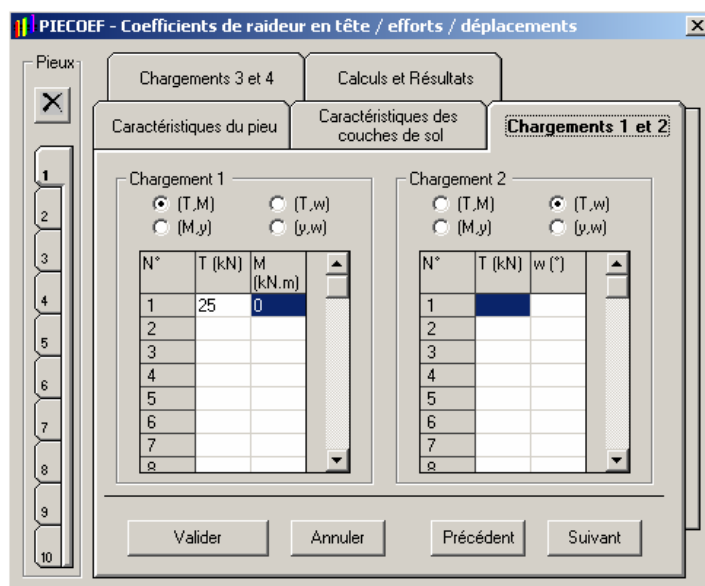 PIECOEF - Coefficients de raideur en tête / efforts / déplacements
Pieux
1
2
3
4
5
6
7
8
9
10
Chargements 3 et 4
Calculs et Résultats
Caractéristiques du pieu
Caractéristiques des
couches de sol
Chargements 1 et 2
Chargement 1
(T,M)
(T,w)
(M,y)
(y,w)
N° T (kN) M
(kN.m)
1 25 0
2
3
4
5
6
7
8
Chargement 2
(T,M)
(T,w)
(M,y)
(y,w)
N° T (kN) w (°)
1
2
3
4
5
6
7
8
Valider
Annuler
Précédent
Suivant